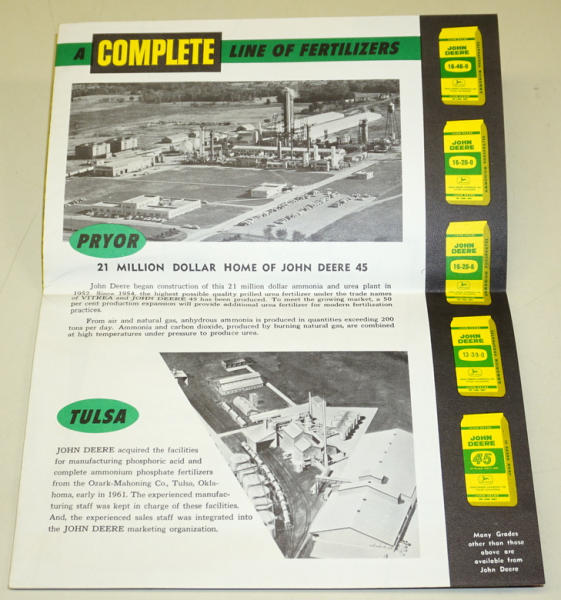 A COMPLETE LINE OF FERTILIZERS
PRYOR
21 MILLION DOLLAR HOME OF JOHN DEERE 45
John Deere began construction of this 21 million dollar ammonia and urea plant in
1952. Since 1954, the highest possible quality prilled urea fertilizer under the trade names
of VITREA and JOHN DEERE 45 has been produced. To meet the growing market, a 50
per cent production expansion will provide additional urea fertilizer for modern fertilization
practices.
From air and natural gas, anhydrous ammonia is produced in quantities exceeding 200
tons per day. Ammonia and carbon dioxide, produced by burning natural gas, are combined
at high temperatures under pressure to produce urea.
TULSA
JOHN DEERE acquired the facilities
for manufacturing phosphoric acid and
complete ammonium phosphate fertilizers
from the Ozark-Mahoning Co., Tulsa, Okla-
homa, early in 1961. The experienced manufac-
turing staff was kept in charge of these facilities.
And, the experienced sales staff was integrated into
the JOHN DEERE marketing organization.
JOHN
DEERE
JOHN
DEERE
16-20-0
JOHN
DEERE
JOHN
DEERE
JOHN
DEERE
45
Many Grades
other than those
above are
available from
John Deere